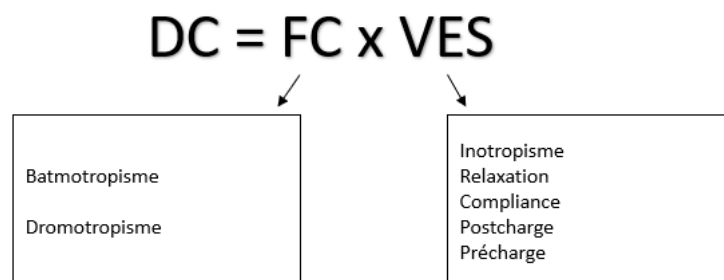 DC = FC x VES
Batmotropisme
Dromotropisme
Inotropisme
Relaxation
Compliance
Postcharge
Précharge